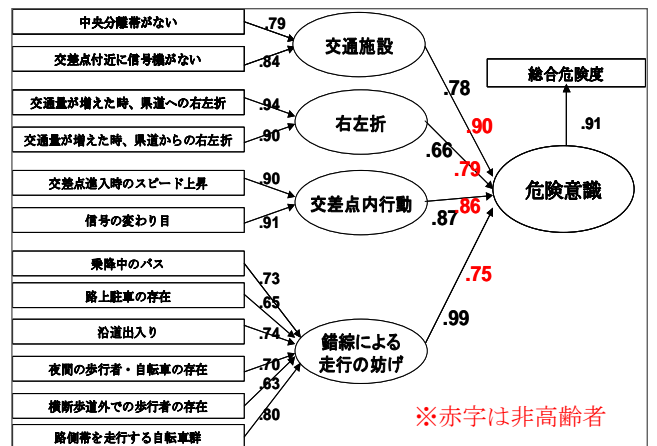 中央分離帯がない
.79
交通施設
交差点付近に信号機がない
.84
総合危険度
.78
交通量が増えた時、県道への右左折
.94
右左折
.90
.91
交通量が増えた時、県道からの右左折
.90
.66
.79
交差点進入時のスピード上昇
.90
交差点内行動
.86
.87
危険意識
信号の変わり目
.91
乗降中のバス
.73
.75
路上駐車の存在
.65
.99
沿道出入り
.74
錯綜による
走行の妨げ
夜間の歩行者・自転車の存在
.70
横断歩道外での歩行者の存在
.63
.80
路側帯を走行する自転車群
※赤字は非高齢者